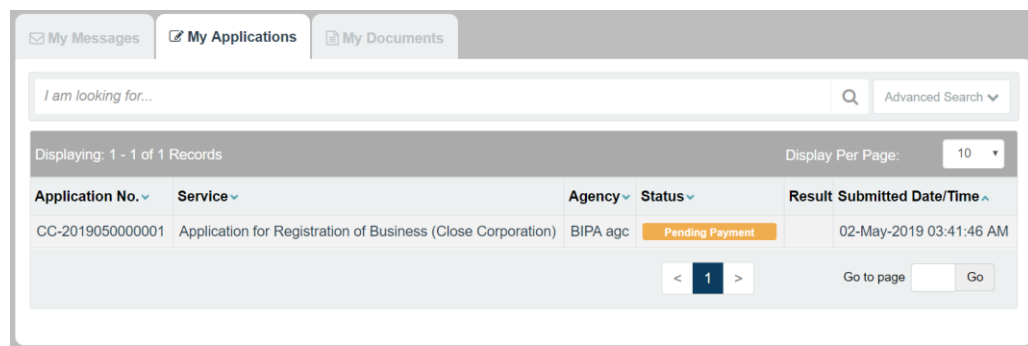 My Messages My Applications My Documents
I am looking for... Advanced Search
Displaying: 1 - 1 of 1 Records Display Per Page: 10
Application No. Service Agency Status Result Submitted Date/Time
CC-2019050000001 Application for Registration of Business (Close Corporation) BIPA agc Pending Payment 02-May-2019 03:41:46 AM
< 1 > Go to page Go